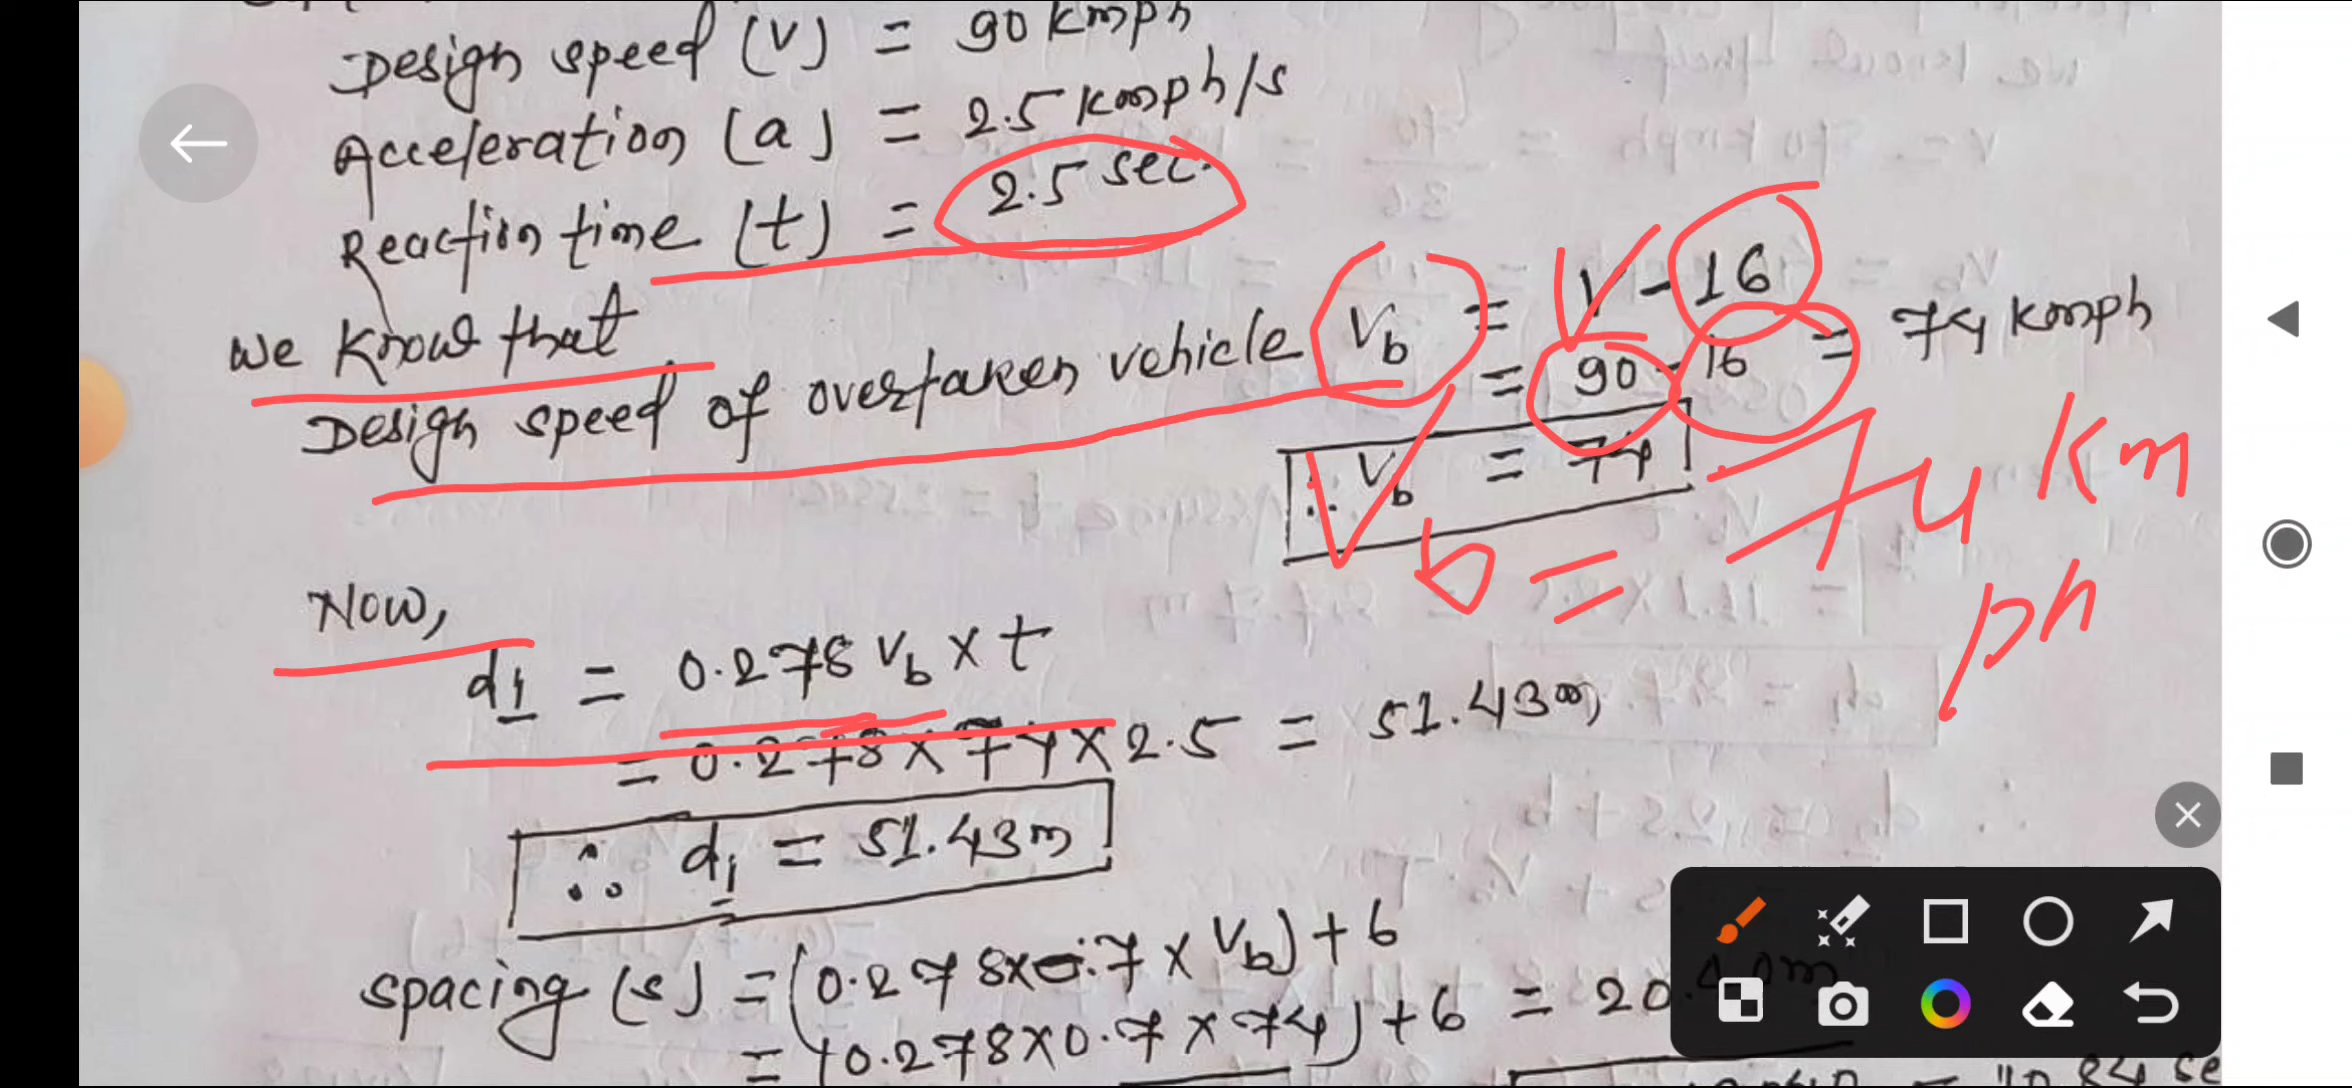 Design speed (V) = 90 kmph
Acceleration (a) = 2.5 kmph/s
Reaction time (t) = 2.5 sec.
We know that
Design speed of overtaken vehicle Vb = V - 16
= 90 - 16 = 74 kmph
∴ Vb = 74
Vb = 74 km
ph
Now,
d1 = 0.278 Vb x t
= 0.278 x 74 x 2.5 = 51.43m
∴ d1 = 51.43m
spacing (s) = (0.278x0.7 x Vb) + 6
= (0.278x0.7 x 74) + 6 = 20.